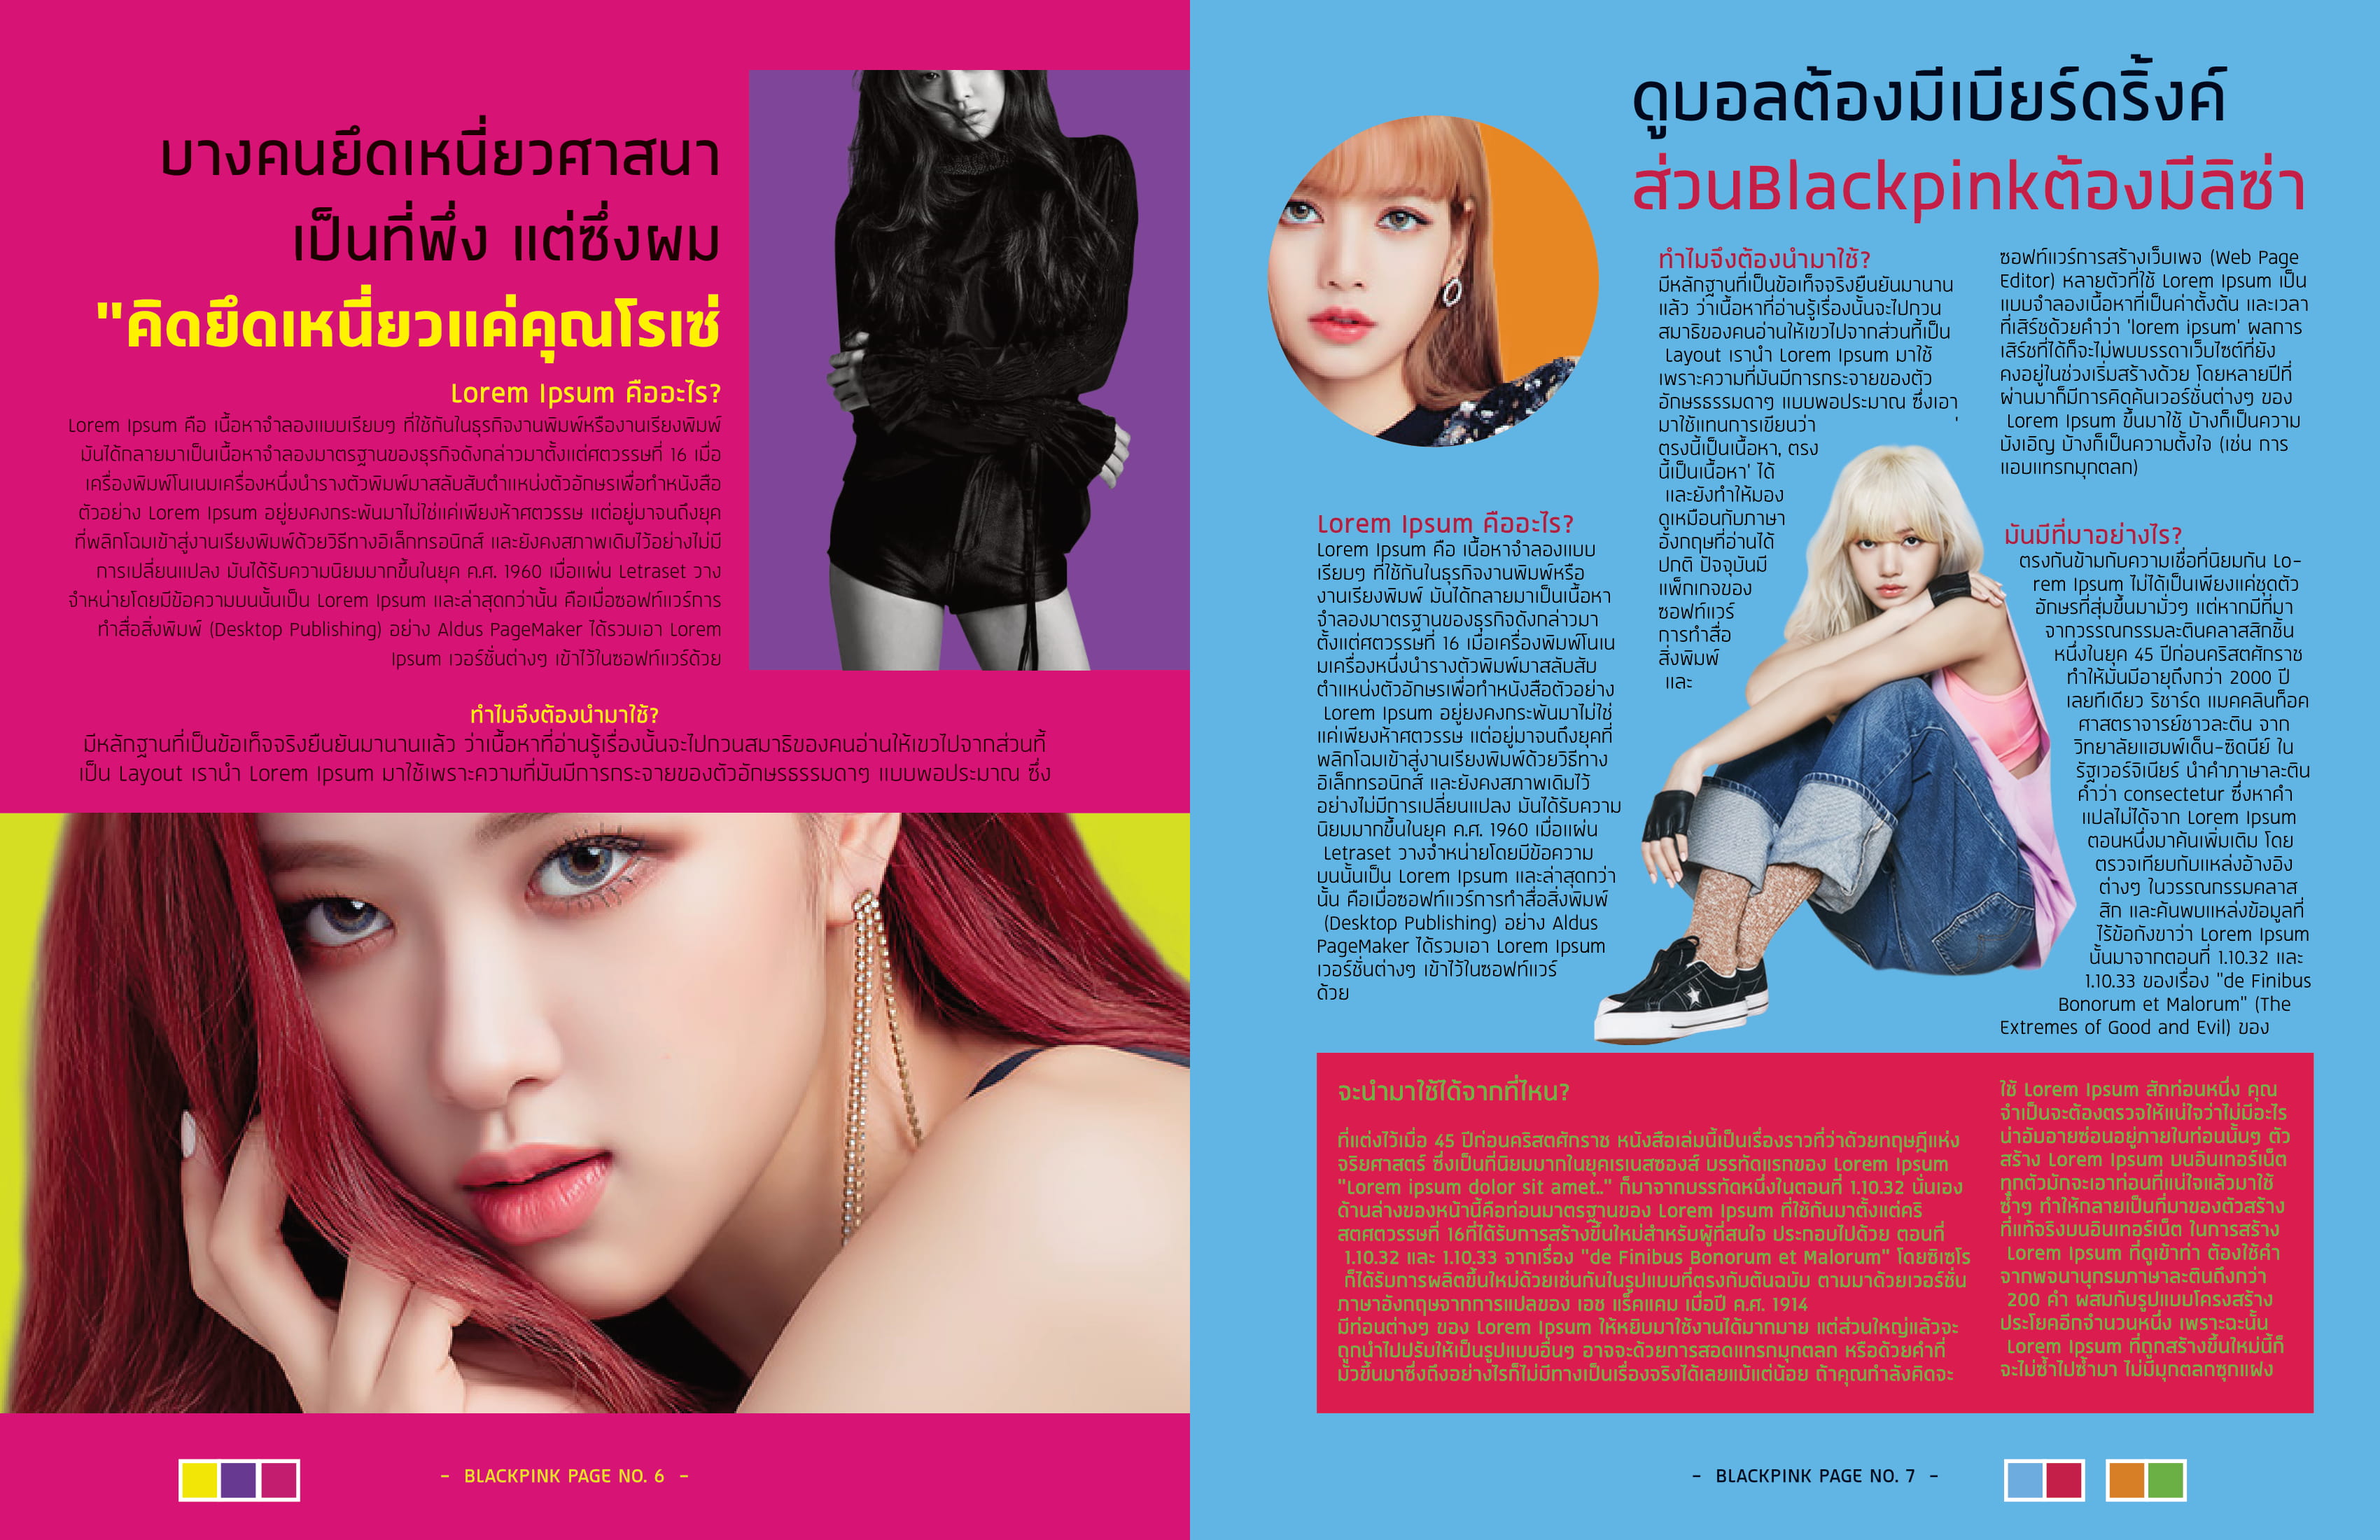 บางคนยึดเหนี่ยวศาสนา
เป็นที่พึ่ง แต่ซึ่งผม
"คิดยึดเหนี่ยวแค่คุณโรเซ่
Lorem Ipsum คืออะไร?
Lorem Ipsum คือ เนื้อหาจำลองแบบเรียบๆ ที่ใช้กันในธุรกิจงานพิมพ์หรืองานเรียงพิมพ์
มันได้กลายมาเป็นเนื้อหาจำลองมาตรฐานของธุรกิจดังกล่าวมาตั้งแต่ศตวรรษที่ 16 เมื่อ
เครื่องพิมพ์โนเนมเครื่องหนึ่งนำรางตัวพิมพ์มาสลับสับตำแหน่งตัวอักษรเพื่อทำหนังสือ
ตัวอย่าง Lorem Ipsum อยู่ยงคงกระพันมาไม่ใช่แค่เพียงห้าศตวรรษ แต่อยู่มาจนถึงยุค
ที่พลิกโฉมเข้าสู่งานเรียงพิมพ์ด้วยวิธีทางอิเล็กทรอนิกส์ และยังคงสภาพเดิมไว้อย่างไม่มี
การเปลี่ยนแปลง มันได้รับความนิยมมากขึ้นในยุค ค.ศ. 1960 เมื่อแผ่น Letraset วาง
จำหน่ายโดยมีข้อความบนนั้นเป็น Lorem Ipsum และล่าสุดกว่านั้น คือเมื่อซอฟท์แวร์การ
ทำสื่อสิ่งพิมพ์ (Desktop Publishing) อย่าง Aldus PageMaker ได้รวมเอา Lorem
Ipsum เวอร์ชั่นต่างๆ เข้าไว้ในซอฟท์แวร์ด้วย
ทำไมจึงต้องนำมาใช้?
มีหลักฐานที่เป็นข้อเท็จจริงยืนยันมานานแล้ว ว่าเนื้อหาที่อ่านรู้เรื่องนั้นจะไปกวนสมาธิของคนอ่านให้เขวไปจากส่วนที้
เป็น Layout เรานำ Lorem Ipsum มาใช้เพราะความที่มันมีการกระจายของตัวอักษรธรรมดาๆ แบบพอประมาณ ซึ่ง
- BLACKPINK PAGE NO. 6 -
ดูบอลต้องมีเบียร์ดริ้งค์
ส่วนBlackpinkต้องมีลิซ่า
Lorem Ipsum คืออะไร?
Lorem Ipsum คือ เนื้อหาจำลองแบบ
เรียบๆ ที่ใช้กันในธุรกิจงานพิมพ์หรือ
งานเรียงพิมพ์ มันได้กลายมาเป็นเนื้อหา
จำลองมาตรฐานของธุรกิจดังกล่าวมา
ตั้งแต่ศตวรรษที่ 16 เมื่อเครื่องพิมพ์โนเน
มเครื่องหนึ่งนำรางตัวพิมพ์มาสลับสับ
ตำแหน่งตัวอักษรเพื่อทำหนังสือตัวอย่าง
Lorem Ipsum อยู่ยงคงกระพันมาไม่ใช่
แค่เพียงห้าศตวรรษ แต่อยู่มาจนถึงยุคที่
พลิกโฉมเข้าสู่งานเรียงพิมพ์ด้วยวิธีทาง
อิเล็กทรอนิกส์ และยังคงสภาพเดิมไว้
อย่างไม่มีการเปลี่ยนแปลง มันได้รับความ
นิยมมากขึ้นในยุค ค.ศ. 1960 เมื่อแผ่น
Letraset วางจำหน่ายโดยมีข้อความ
บนนั้นเป็น Lorem Ipsum และล่าสุดกว่า
นั้น คือเมื่อซอฟท์แวร์การทำสื่อสิ่งพิมพ์
(Desktop Publishing) อย่าง Aldus
PageMaker ได้รวมเอา Lorem Ipsum
เวอร์ชั่นต่างๆ เข้าไว้ในซอฟท์แวร์
ด้วย
ทำไมจึงต้องนำมาใช้?
มีหลักฐานที่เป็นข้อเท็จจริงยืนยันมานาน
แล้ว ว่าเนื้อหาที่อ่านรู้เรื่องนั้นจะไปกวน
สมาธิของคนอ่านให้เขวไปจากส่วนที้เป็น
Layout เรานำ Lorem Ipsum มาใช้
เพราะความที่มันมีการกระจายของตัว
อักษรธรรมดาๆ แบบพอประมาณ ซึ่งเอา
มาใช้แทนการเขียนว่า '
ตรงนี้เป็นเนื้อหา, ตรง
นี้เป็นเนื้อหา' ได้
และยังทำให้มอง
ดูเหมือนกับภาษา
อังกฤษที่อ่านได้
ปกติ ปัจจุบันมี
แพ็กเกจของ
ซอฟท์แวร์
การทำสื่อ
สิ่งพิมพ์
และ
ซอฟท์แวร์การสร้างเว็บเพจ (Web Page
Editor) หลายตัวที่ใช้ Lorem Ipsum เป็น
แบบจำลองเนื้อหาที่เป็นค่าตั้งต้น และเวลา
ที่เสิร์ชด้วยคำว่า 'lorem ipsum' ผลการ
เสิร์ชที่ได้ก็จะไม่พบบรรดาเว็บไซต์ที่ยัง
คงอยู่ในช่วงเริ่มสร้างด้วย โดยหลายปีที่
ผ่านมาก็มีการคิดค้นเวอร์ชั่นต่างๆ ของ
Lorem Ipsum ขึ้นมาใช้ บ้างก็เป็นความ
บังเอิญ บ้างก็เป็นความตั้งใจ (เช่น การ
แอบแทรกมุกตลก)
มันมีที่มาอย่างไร?
ตรงกันข้ามกับความเชื่อที่นิยมกัน Lo-
rem Ipsum ไม่ได้เป็นเพียงแค่ชุดตัว
อักษรที่สุ่มขึ้นมามั่วๆ แต่หากมีที่มา
จากวรรณกรรมละตินคลาสสิกชิ้น
หนึ่งในยุค 45 ปีก่อนคริสตศักราช
ทำให้มันมีอายุถึงกว่า 2000 ปี
เลยทีเดียว ริชาร์ด แมคคลินท็อค
ศาสตราจารย์ชาวละติน จาก
วิทยาลัยแฮมพ์เด็น-ซิดนีย์ ใน
รัฐเวอร์จิเนียร์ นำคำภาษาละติน
คำว่า consectetur ซึ่งหาคำ
แปลไม่ได้จาก Lorem Ipsum
ตอนหนึ่งมาค้นเพิ่มเติม โดย
ตรวจเทียบกับแหล่งอ้างอิง
ต่างๆ ในวรรณกรรมคลาส
สิก และค้นพบแหล่งข้อมูลที่
ไร้ข้อกังขาว่า Lorem Ipsum
นั้นมาจากตอนที่ 1.10.32 และ
1.10.33 ของเรื่อง "de Finibus
Bonorum et Malorum" (The
Extremes of Good and Evil) ของ
จะนำมาใช้ได้จากที่ไหน?
ที่แต่งไว้เมื่อ 45 ปีก่อนคริสตศักราช หนังสือเล่มนี้เป็นเรื่องราวที่ว่าด้วยทฤษฎีแห่ง
จริยศาสตร์ ซึ่งเป็นที่นิยมมากในยุคเรเนสซองส์ บรรทัดแรกของ Lorem Ipsum
"Lorem ipsum dolor sit amet.." ก็มาจากบรรทัดหนึ่งในตอนที่ 1.10.32 นั่นเอง
ด้านล่างของหน้านี้คือท่อนมาตรฐานของ Lorem Ipsum ที่ใช้กันมาตั้งแต่คริ
สตศตวรรษที่ 16ที่ได้รับการสร้างขึ้นใหม่สำหรับผู้ที่สนใจ ประกอบไปด้วย ตอนที่
1.10.32 และ 1.10.33 จากเรื่อง "de Finibus Bonorum et Malorum" โดยซิเซโร
ก็ได้รับการผลิตขึ้นใหม่ด้วยเช่นกันในรูปแบบที่ตรงกับต้นฉบับ ตามมาด้วยเวอร์ชั่น
ภาษาอังกฤษจากการแปลของ เอช แร็คแคม เมื่อปี ค.ศ. 1914
มีท่อนต่างๆ ของ Lorem Ipsum ให้หยิบมาใช้งานได้มากมาย แต่ส่วนใหญ่แล้วจะ
ถูกนำไปปรับให้เป็นรูปแบบอื่นๆ อาจจะด้วยการสอดแทรกมุกตลก หรือด้วยคำที่
มั่วขึ้นมาซึ่งถึงอย่างไรก็ไม่มีทางเป็นเรื่องจริงได้เลยแม้แต่น้อย ถ้าคุณกำลังคิดจะ
ใช้ Lorem Ipsum สักท่อนหนึ่ง คุณ
จำเป็นจะต้องตรวจให้แน่ใจว่าไม่มีอะไร
น่าอับอายซ่อนอยู่ภายในท่อนนั้นๆ ตัว
สร้าง Lorem Ipsum บนอินเทอร์เน็ต
ทุกตัวมักจะเอาท่อนที่แน่ใจแล้วมาใช้
ซ้ำๆ ทำให้กลายเป็นที่มาของตัวสร้าง
ที่แท้จริงบนอินเทอร์เน็ต ในการสร้าง
Lorem Ipsum ที่ดูเข้าท่า ต้องใช้คำ
จากพจนานุกรมภาษาละตินถึงกว่า
200 คำ ผสมกับรูปแบบโครงสร้าง
ประโยคอีกจำนวนหนึ่ง เพราะฉะนั้น
Lorem Ipsum ที่ถูกสร้างขึ้นใหม่นี้ก็
จะไม่ซ้ำไปซ้ำมา ไม่มีมุกตลกซุกแฝง
- BLACKPINK PAGE NO. 7 -